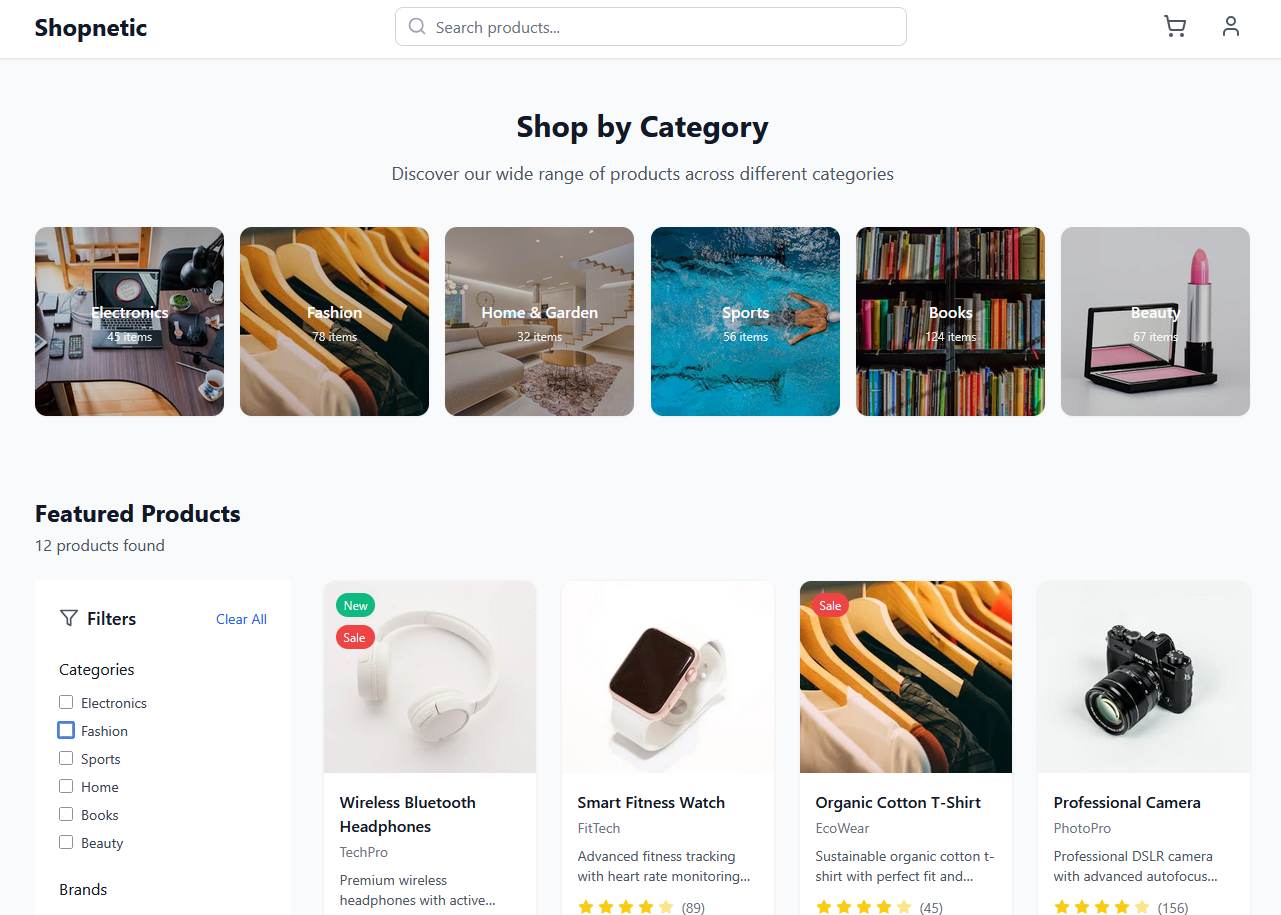 Shopnetic
Search products...
Shop by Category
Discover our wide range of products across different categories
Electronics
45 items
Fashion
78 items
Home & Garden
32 items
Sports
56 items
Books
124 items
Beauty
67 items
Featured Products
12 products found
Filters
Clear All
Categories
Electronics
Fashion
Sports
Home
Books
Beauty
Brands
New
Sale
Wireless Bluetooth
Headphones
TechPro
Premium wireless
headphones with active...
Smart Fitness Watch
FitTech
Advanced fitness tracking
with heart rate monitoring...
(89)
Sale
Organic Cotton T-Shirt
EcoWear
Sustainable organic cotton t-
shirt with perfect fit and...
(45)
Professional Camera
PhotoPro
Professional DSLR camera
with advanced autofocus...
(156)